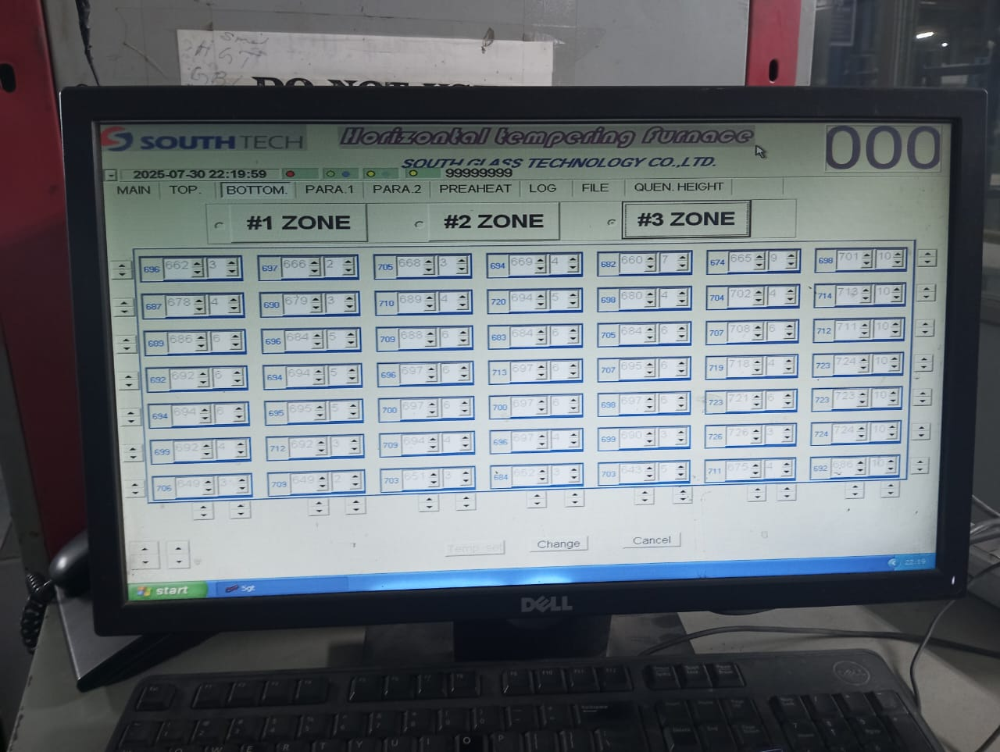 Smal
SOUTH TECH Horizontal tempering furnace 000
SOUTH GLASS TECHNOLOGY CO.,LTD.
2025-07-30 22:19:59 99999999
MAIN TOP. BOTTOM. PARA.1 PARA.2 PREAHEAT LOG FILE QUEN. HEIGHT
#1 ZONE #2 ZONE #3 ZONE
696 662 3 697 666 2 705 668 3 694 669 4 682 660 7 674 665 9 698 701 10
687 678 4 690 679 3 710 689 4 720 694 5 698 680 4 704 702 4 714 713 10
689 686 6 696 684 5 709 688 6 683 684 6 705 684 6 707 708 6 712 711 10
692 692 6 694 694 5 696 697 6 713 697 6 707 695 6 719 718 4 723 724 10
694 694 6 695 695 5 700 697 6 700 697 6 698 697 6 723 721 6 723 723 10
699 692 4 712 692 3 709 694 4 696 697 4 699 690 3 726 726 3 724 724 10
706 649 3 709 649 2 703 651 3 684 652 3 703 643 5 711 675 4 692 686 10
Temp set Change Cancel
start Sgt 22:19
DELL